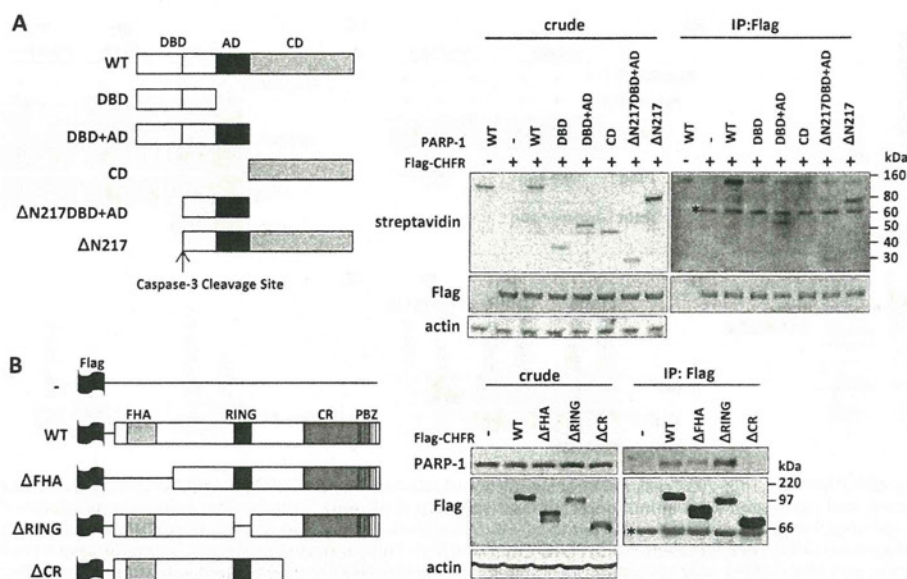 A
DBD AD CD
WT
DBD
DBD+AD
CD
ΔN217DBD+AD
ΔN217
Caspase-3 Cleavage Site
crude
IP:Flag
PARP-1 WT - WT DBD DBD+AD CD ΔN217DBD+AD ΔN217 WT - WT DBD DBD+AD CD ΔN217DBD+AD ΔN217
Flag-CHFR - + + + + + + + - + + + + + + +
kDa
streptavidin
*
160
80
60
50
40
30
Flag
actin
B
Flag
-
FHA RING CR PBZ
WT
ΔFHA
ΔRING
ΔCR
crude
IP: Flag
Flag-CHFR - WT ΔFHA ΔRING ΔCR - WT ΔFHA ΔRING ΔCR
PARP-1
kDa
220
97
Flag
*
66
actin